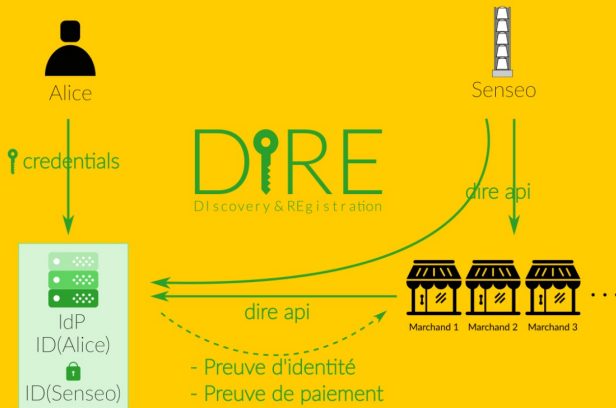 Alice
Senseo
credentials
DIRE
DIscovery & REgistration
dire api
dire api
IdP
ID(Alice)
ID(Senseo)
Marchand 1
Marchand 2
Marchand 3
...
- Preuve d'identité
- Preuve de paiement